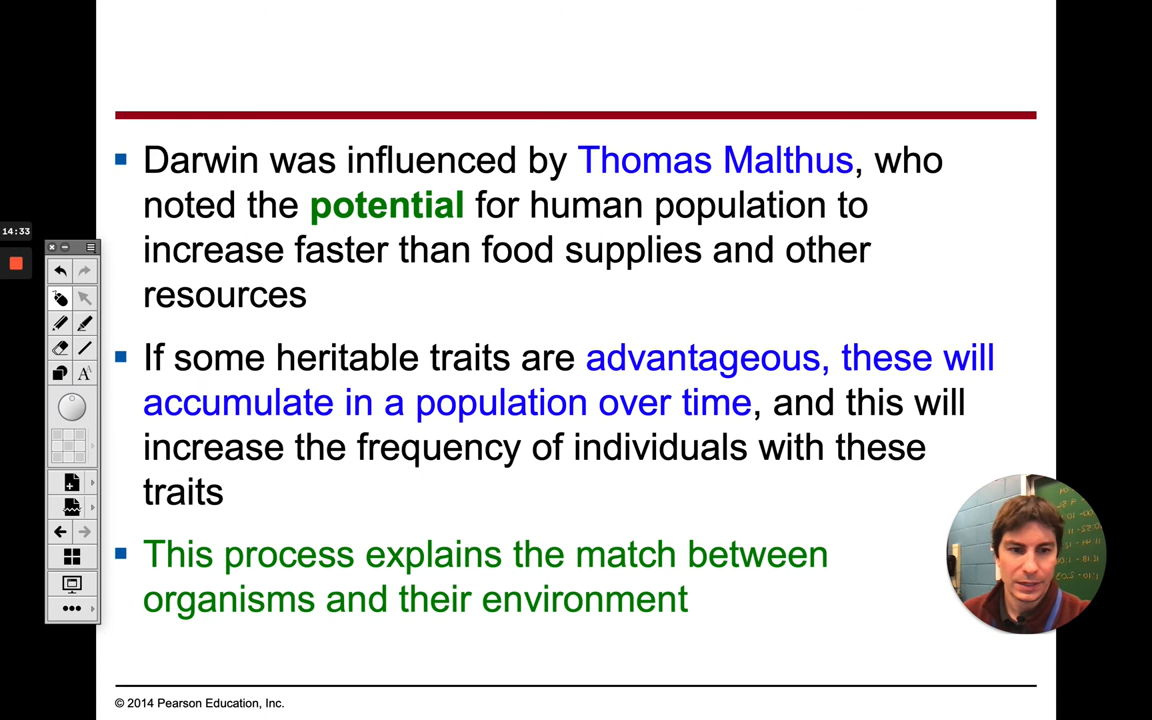 Darwin was influenced by Thomas Malthus, who
noted the potential for human population to
increase faster than food supplies and other
resources
14:33
If some heritable traits are advantageous, these will
accumulate in a population over time, and this will
increase the frequency of individuals with these
traits
This process explains the match between
organisms and their environment
© 2014 Pearson Education, Inc.